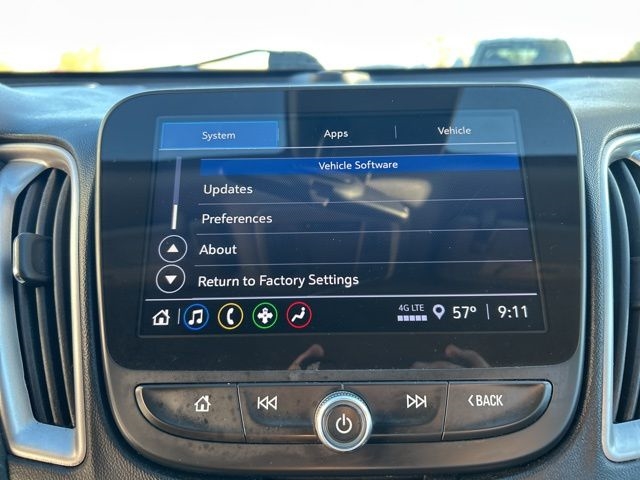 System Apps Vehicle
Vehicle Software
Updates
Preferences
About
Return to Factory Settings
4G LTE 57° 9:11
BACK